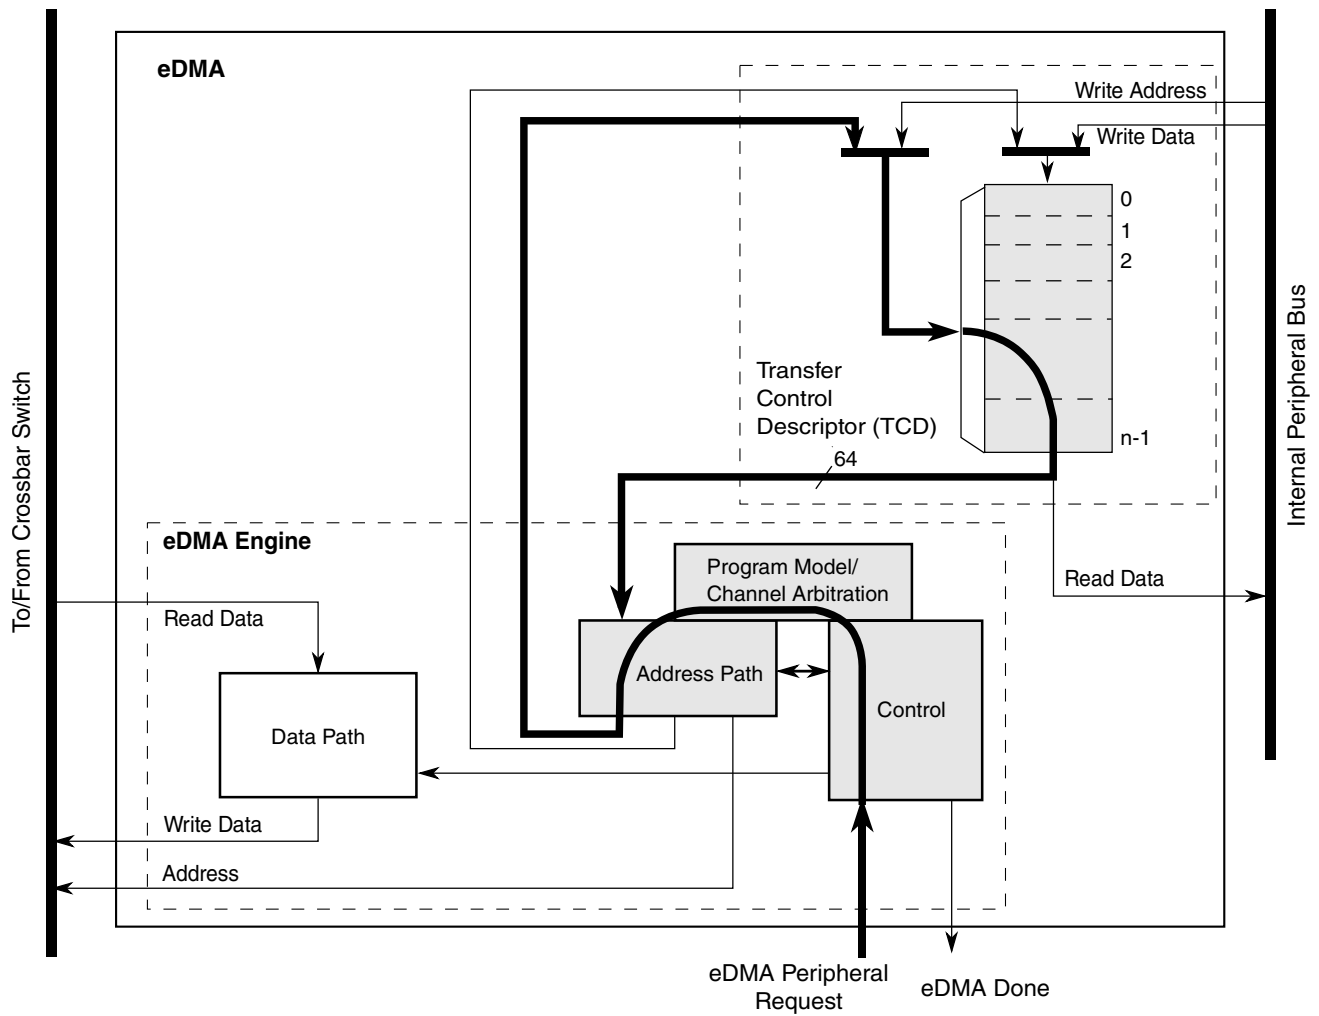 eDMA
Write Address
Write Data
0
1
2
n-1
Transfer
Control
Descriptor (TCD)
64
To/From Crossbar Switch
Internal Peripheral Bus
eDMA Engine
Program Model/
Channel Arbitration
Read Data
Read Data
Address Path
Control
Data Path
Write Data
Address
eDMA Peripheral
Request
eDMA Done